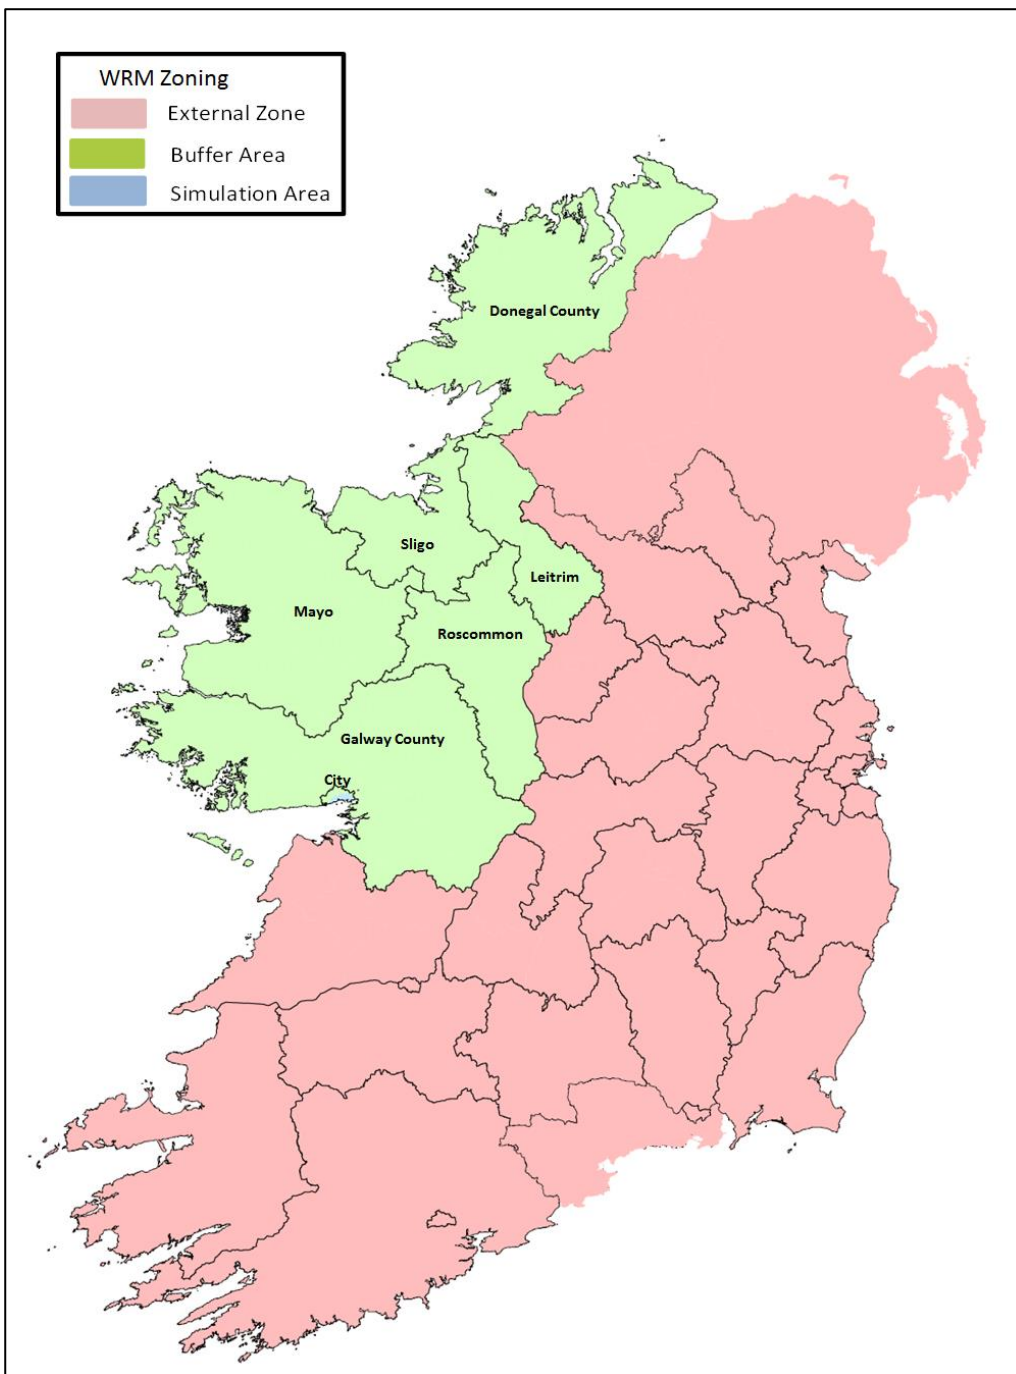 WRM Zoning
External Zone
Buffer Area
Simulation Area
Donegal County
Sligo
Leitrim
Mayo
Roscommon
Galway County
City